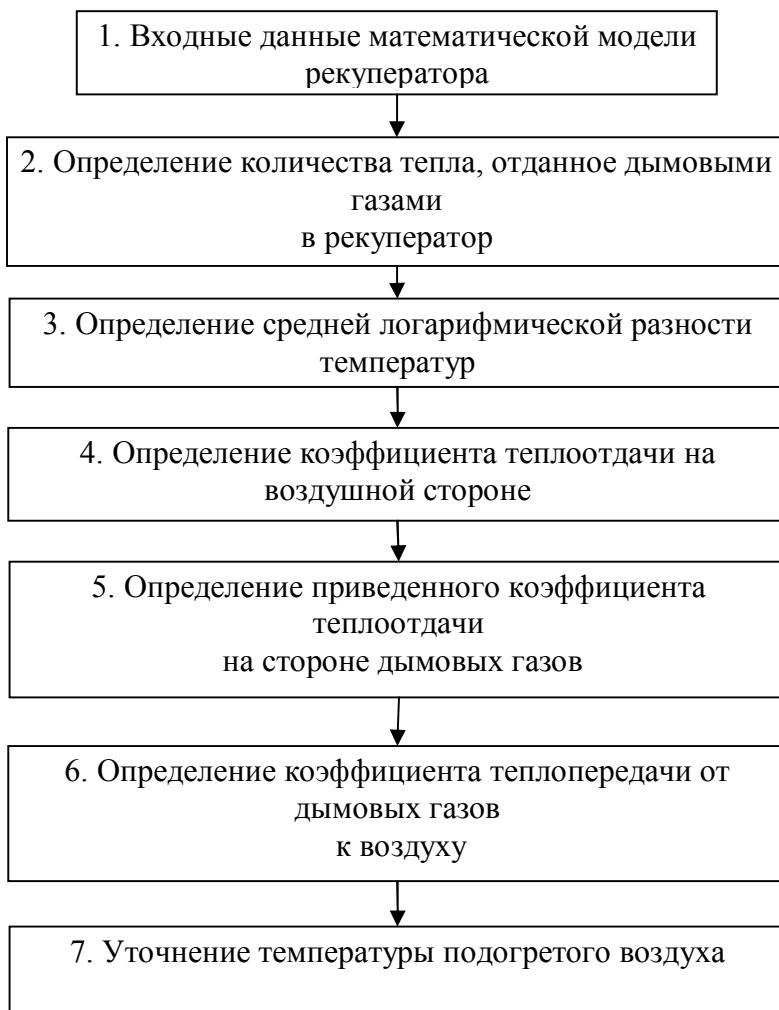 1. Входные данные математической модели
рекуператора
2. Определение количества тепла, отданное дымовыми
газами
в рекуператор
3. Определение средней логарифмической разности
температур
4. Определение коэффициента теплоотдачи на
воздушной стороне
5. Определение приведенного коэффициента
теплоотдачи
на стороне дымовых газов
6. Определение коэффициента теплопередачи от
дымовых газов
к воздуху
7. Уточнение температуры подогретого воздуха